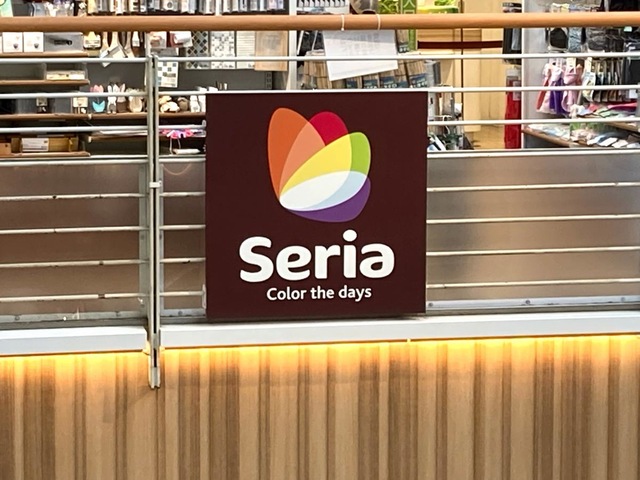 Seria
Color the days